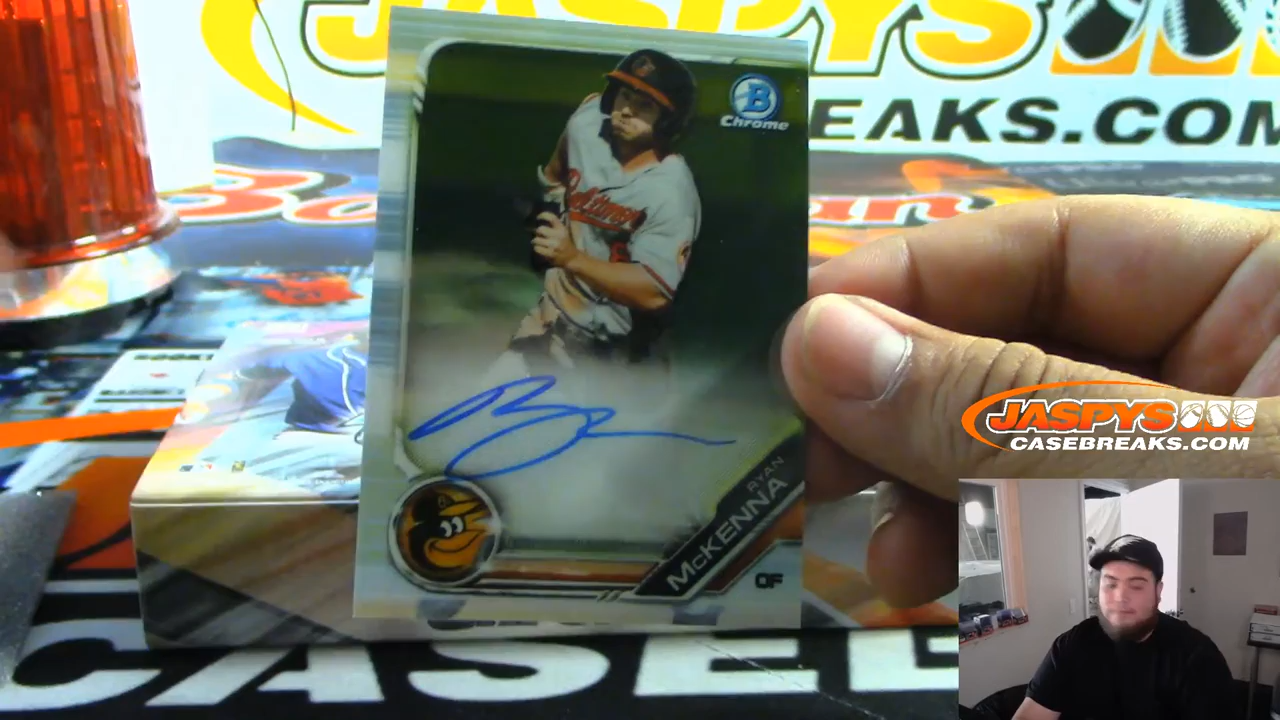 JASPYS
EAKS.COM
B
Chrome
Baltimore
JASPYS
CASEBREAKS.COM
RYAN
McKENNA
OF
CASE